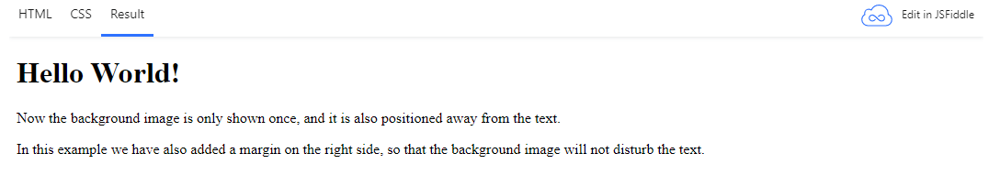 HTML CSS Result Edit in JSFiddle
Hello World!
Now the background image is only shown once, and it is also positioned away from the text.
In this example we have also added a margin on the right side, so that the background image will not disturb the text.